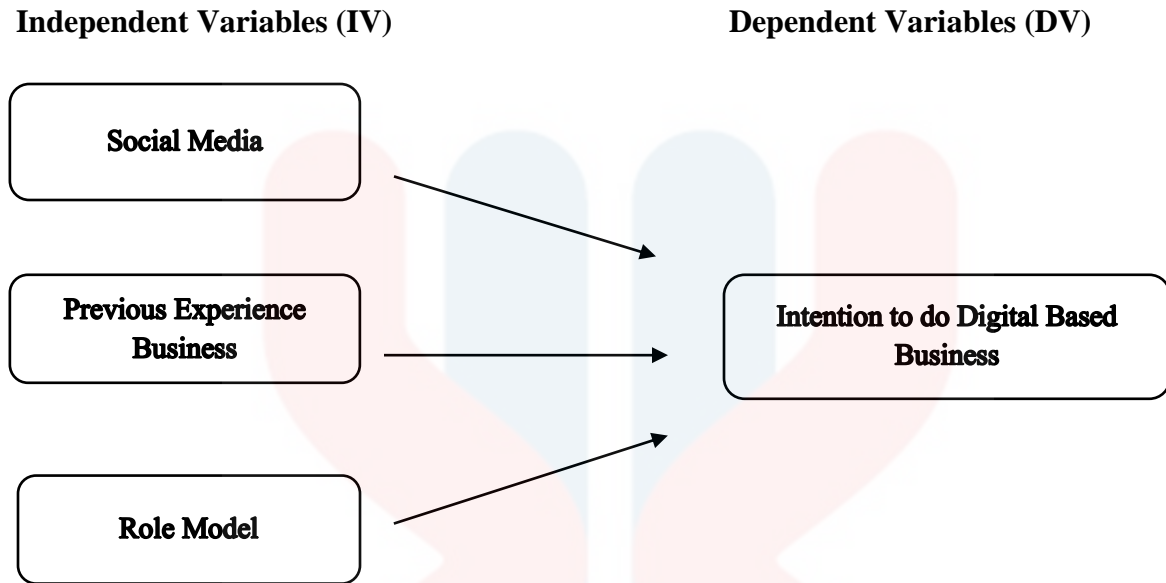 Independent Variables (IV)
Dependent Variables (DV)
Social Media
Previous Experience
Business
Intention to do Digital Based
Business
Role Model